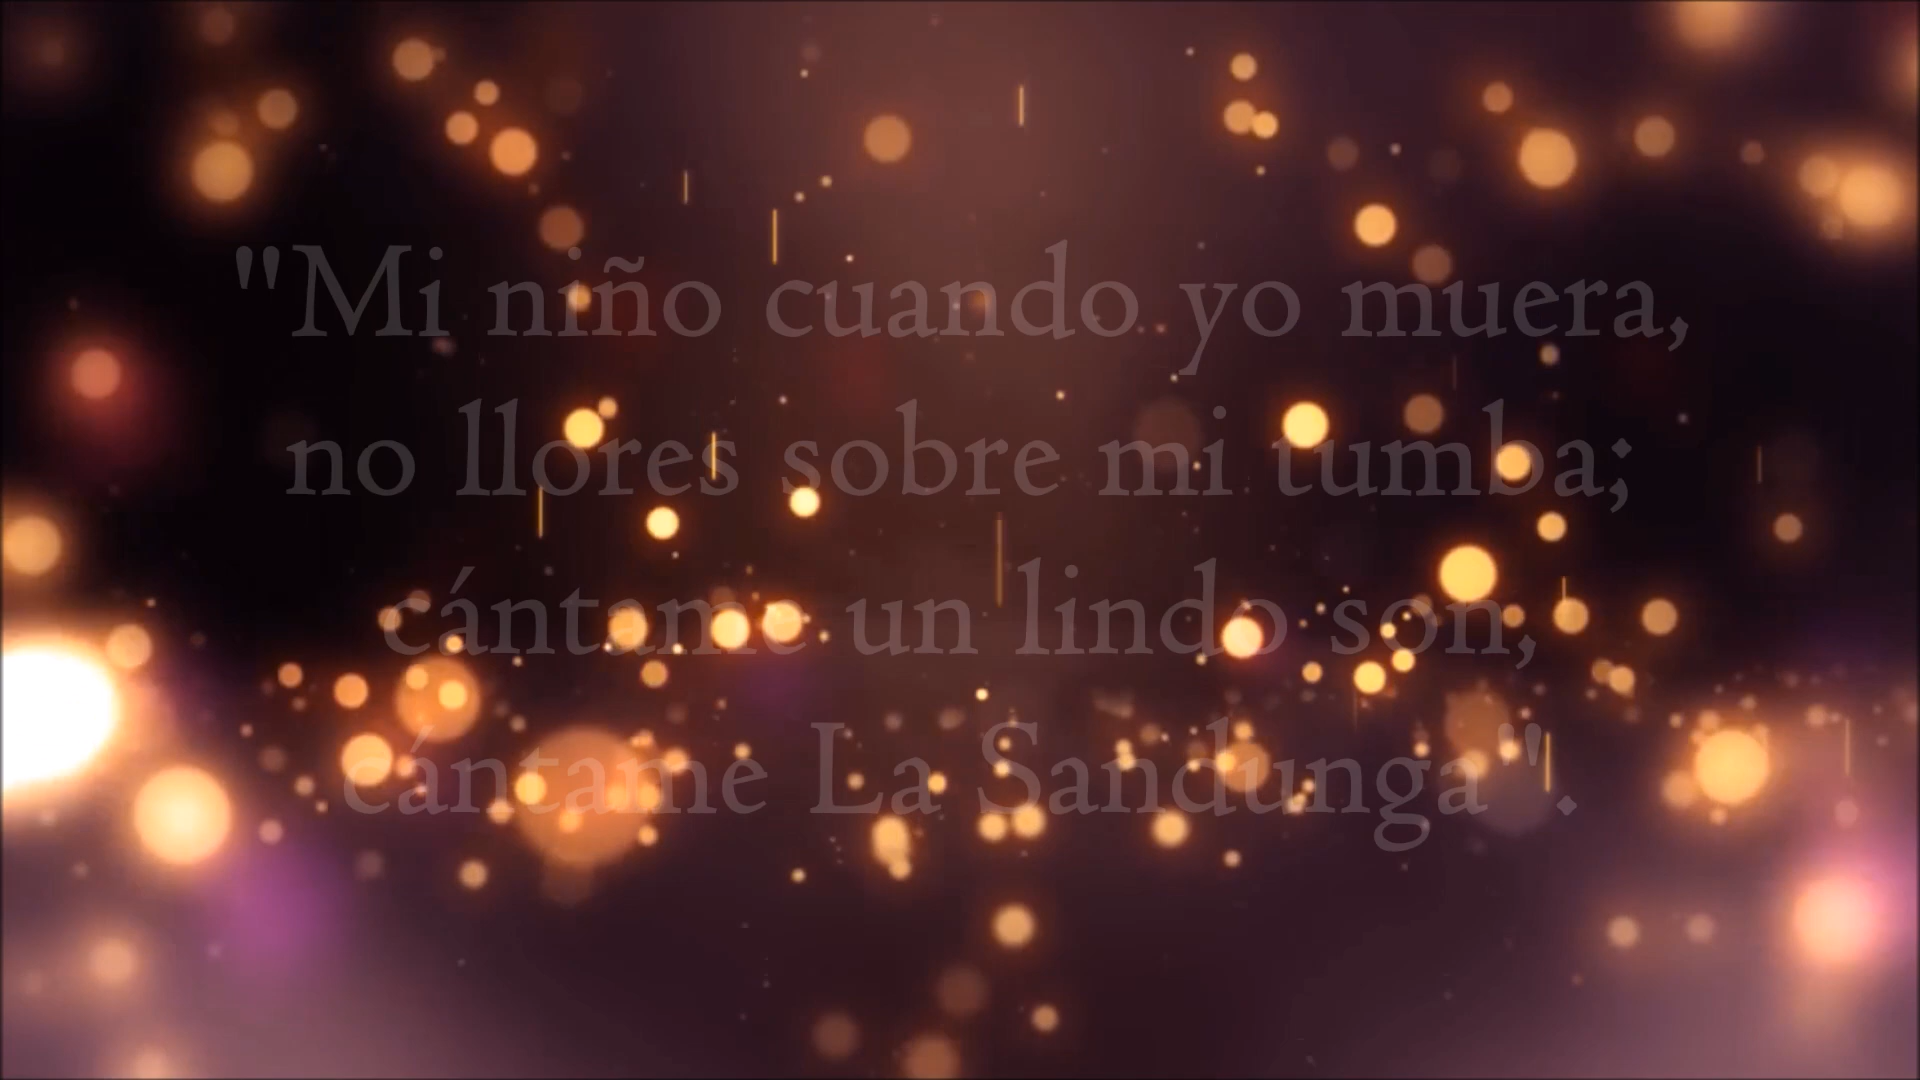 "Mi niño cuando yo muera,
no llores sobre mi tumba;
cántame un lindo son,
cántame La Sandunga".